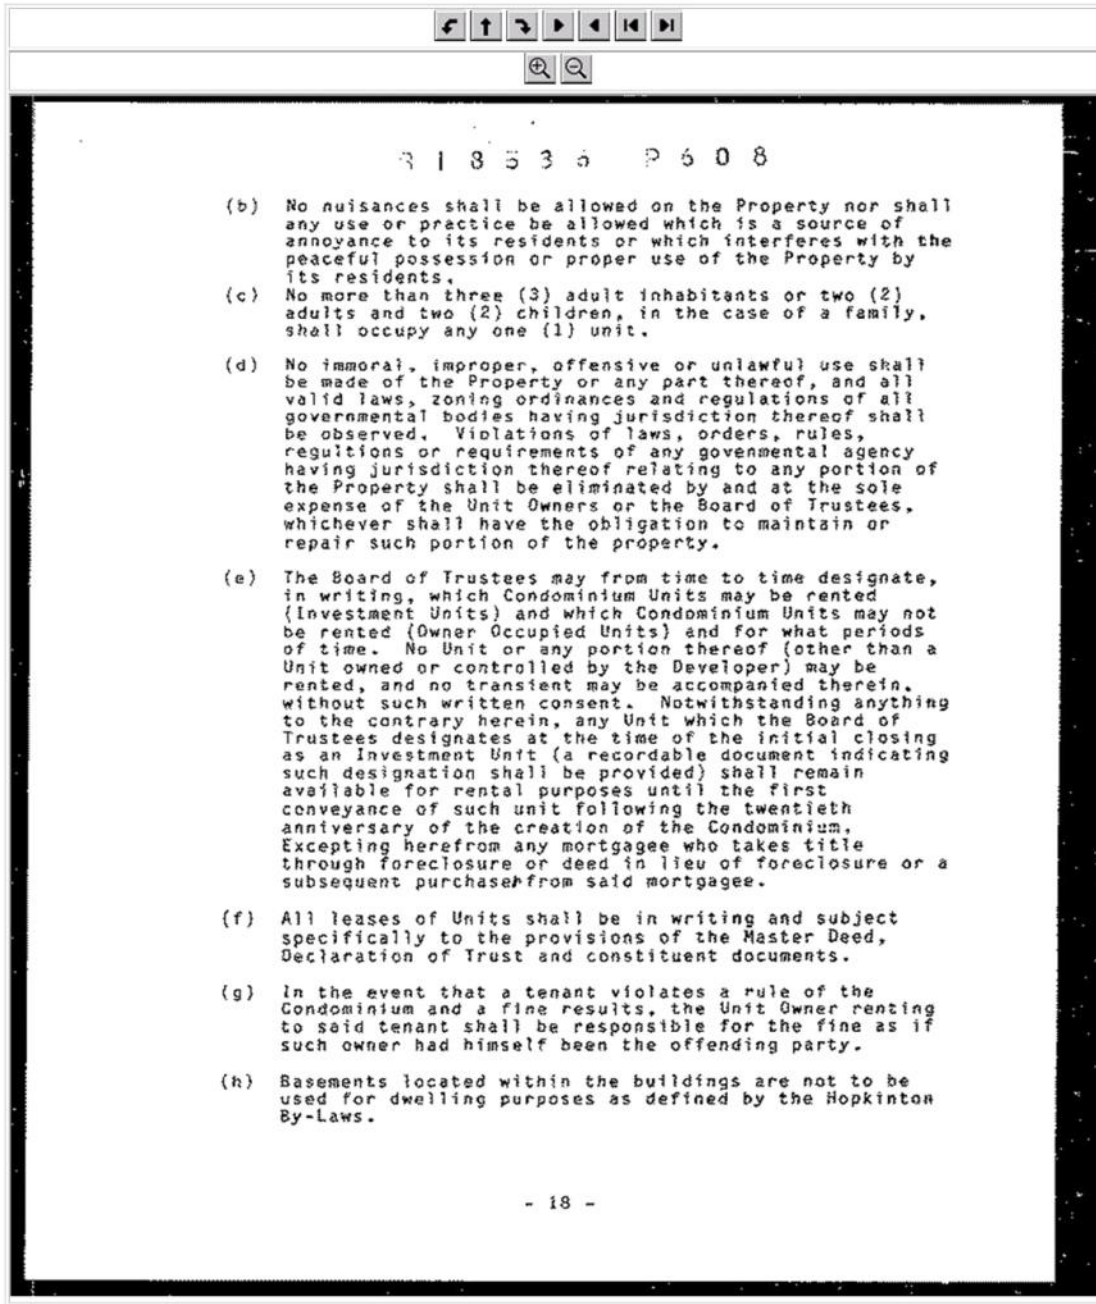 B18536 P608
(b) No nuisances shall be allowed on the Property nor shall
any use or practice be allowed which is a source of
annoyance to its residents or which interferes with the
peaceful possession or proper use of the Property by
its residents.
(c) No more than three (3) adult inhabitants or two (2)
adults and two (2) children, in the case of a family,
shall occupy any one (1) unit.
(d) No immoral, improper, offensive or unlawful use shall
be made of the Property or any part thereof, and all
valid laws, zoning ordinances and regulations of all
governmental bodies having jurisdiction thereof shall
be observed. Violations of laws, orders, rules,
regultions or requirements of any govenmental agency
having jurisdiction thereof relating to any portion of
the Property shall be eliminated by and at the sole
expense of the Unit Owners or the Board of Trustees,
whichever shall have the obligation to maintain or
repair such portion of the property.
(e) The Board of Trustees may from time to time designate,
in writing, which Condominium Units may be rented
(Investment Units) and which Condominium Units may not
be rented (Owner Occupied Units) and for what periods
of time. No Unit or any portion thereof (other than a
Unit owned or controlled by the Developer) may be
rented, and no transient may be accompanied therein,
without such written consent. Notwithstanding anything
to the contrary herein, any Unit which the Board of
Trustees designates at the time of the initial closing
as an Investment Unit (a recordable document indicating
such designation shall be provided) shall remain
available for rental purposes until the first
conveyance of such unit following the twentieth
anniversary of the creation of the Condominium.
Excepting herefrom any mortgagee who takes title
through foreclosure or deed in lieu of foreclosure or a
subsequent purchaser from said mortgagee.
(f) All leases of Units shall be in writing and subject
specifically to the provisions of the Master Deed,
Declaration of Trust and constituent documents.
(g) In the event that a tenant violates a rule of the
Condominium and a fine results, the Unit Owner renting
to said tenant shall be responsible for the fine as if
such owner had himself been the offending party.
(h) Basements located within the buildings are not to be
used for dwelling purposes as defined by the Hopkinton
By-Laws.
- 18 -